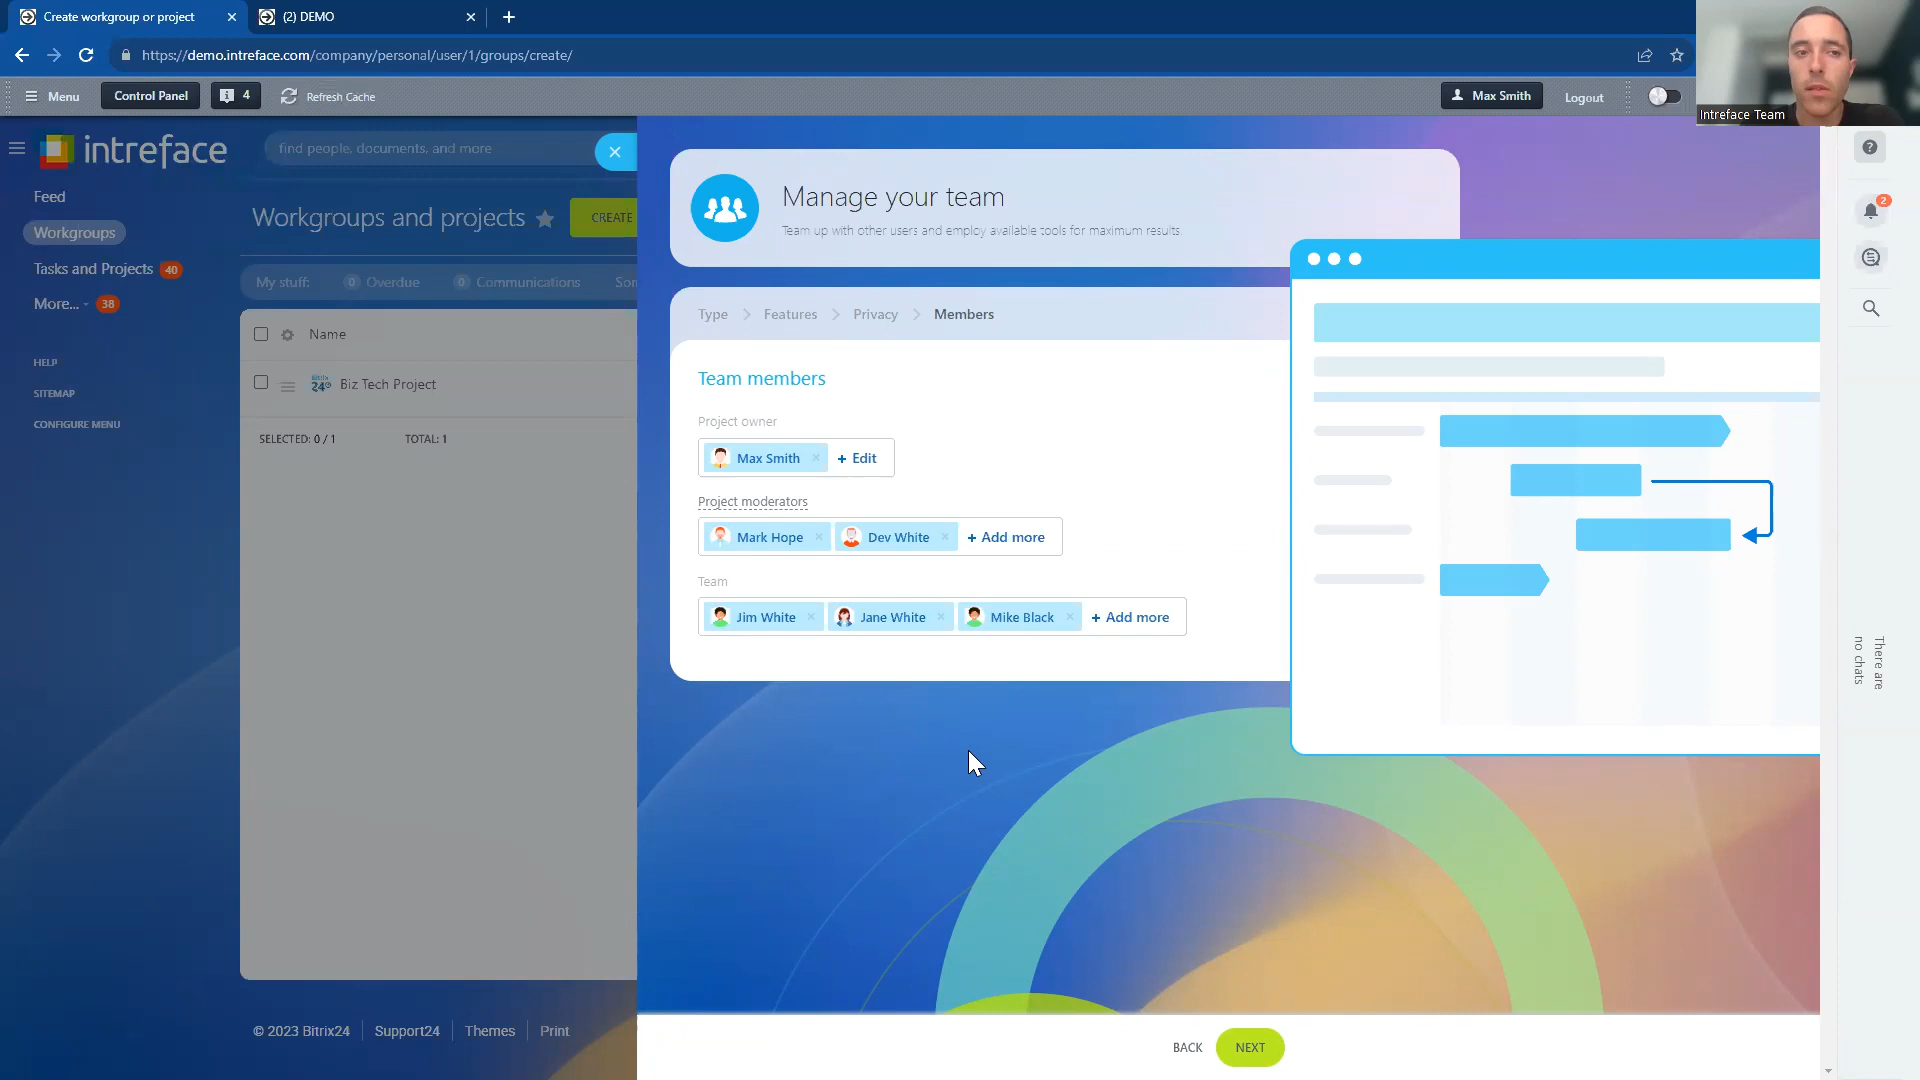 Create workgroup or project
(2) DEMO
https://demo.intreface.com/company/personal/user/1/groups/create/
Menu
Control Panel
4
Refresh Cache
Max Smith
Logout
Intreface Team
intreface
find people, documents, and more
Feed
Workgroups
Tasks and Projects 40
More... 38
HELP
SITEMAP
CONFIGURE MENU
Workgroups and projects
CREATE
My stuff:
0 Overdue
0 Communications
Name
Bitrix 24
Biz Tech Project
SELECTED: 0 / 1
TOTAL: 1
Manage your team
Team up with other users and employ available tools for maximum results.
Type
Features
Privacy
Members
Team members
Project owner
Max Smith
+ Edit
Project moderators
Mark Hope
Dev White
+ Add more
Team
Jim White
Jane White
Mike Black
+ Add more
2
There are
no chats
© 2023 Bitrix24
Support24
Themes
Print
BACK
NEXT